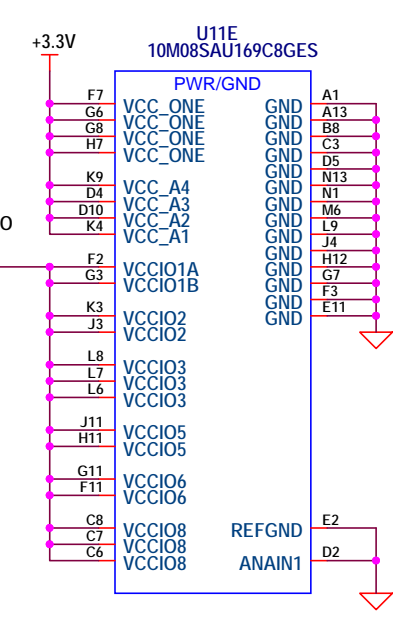 U11E
10M08SAU169C8GES
+3.3V
PWR/GND
F7 VCC_ONE GND A1
G6 VCC_ONE GND A13
G8 VCC_ONE GND B8
H7 VCC_ONE GND C3
GND D5
K9 VCC_A4 GND N13
D4 VCC_A3 GND N1
D10 VCC_A2 GND M6
K4 VCC_A1 GND L9
O
GND J4
F2 VCCIO1A GND H12
G3 VCCIO1B GND G7
GND F3
K3 VCCIO2 GND E11
J3 VCCIO2
L8 VCCIO3
L7 VCCIO3
L6 VCCIO3
J11 VCCIO5
H11 VCCIO5
G11 VCCIO6
F11 VCCIO6
C8 VCCIO8 REFGND E2
C7 VCCIO8
C6 VCCIO8 ANAIN1 D2